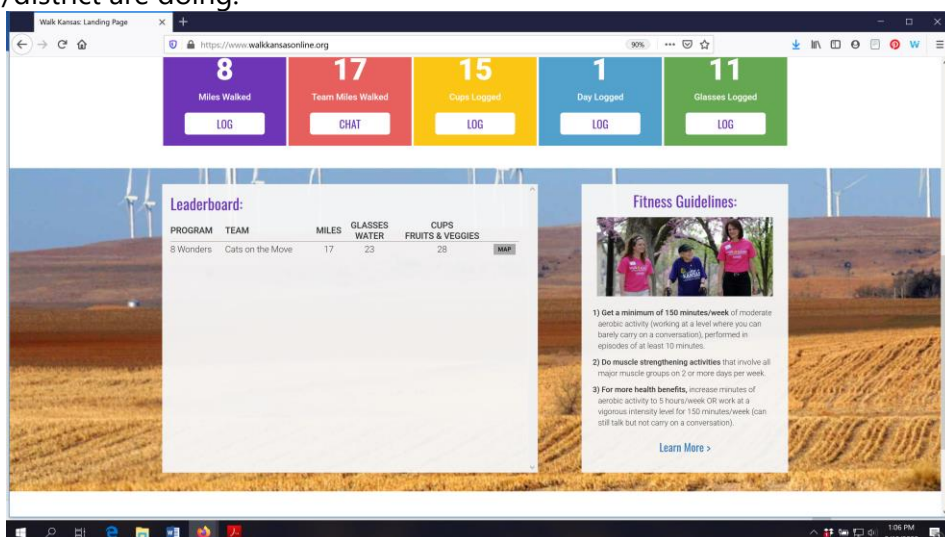 /district are doing.
Walk Kansas: Landing Page
https://www.walkkansasonline.org
90%
8
Miles Walked
LOG
17
Team Miles Walked
CHAT
15
Cups Logged
LOG
1
Day Logged
LOG
11
Glasses Logged
LOG
Leaderboard:
PROGRAM TEAM MILES GLASSES WATER CUPS FRUITS & VEGGIES
8 Wonders Cats on the Move 17 23 28 MAP
Fitness Guidelines:
1) Get a minimum of 150 minutes/week of moderate
aerobic activity (working at a level where you can
barely carry on a conversation), performed in
episodes of at least 10 minutes.
2) Do muscle strengthening activities that involve all
major muscle groups on 2 or more days per week.
3) For more health benefits, increase minutes of
aerobic activity to 5 hours/week OR work at a
vigorous intensity level for 150 minutes/week (can
still talk but not carry on a conversation).
Learn More >
1:06 PM